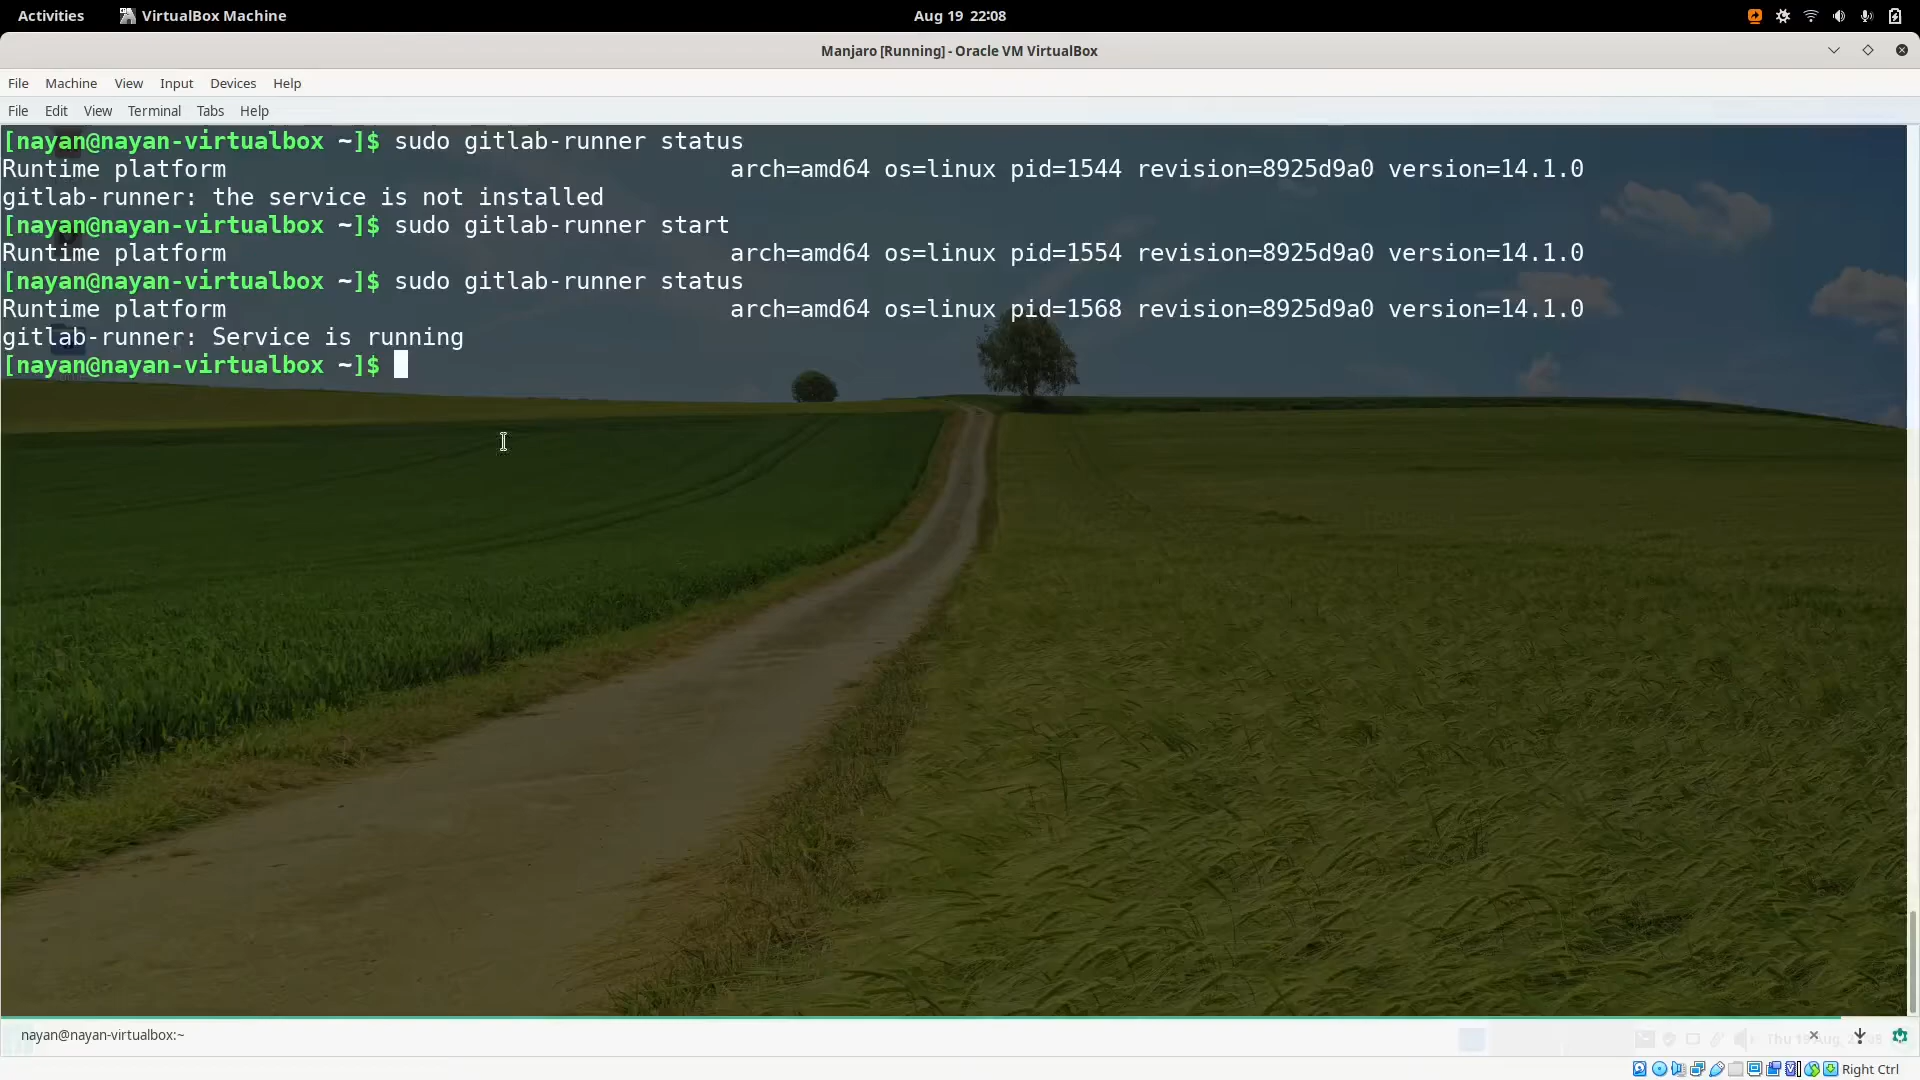 Activities VirtualBox Machine Aug 19 22:08
Manjaro [Running] - Oracle VM VirtualBox
File Machine View Input Devices Help
File Edit View Terminal Tabs Help
[nayan@nayan-virtualbox ~]$ sudo gitlab-runner status
Runtime platform arch=amd64 os=linux pid=1544 revision=8925d9a0 version=14.1.0
gitlab-runner: the service is not installed
[nayan@nayan-virtualbox ~]$ sudo gitlab-runner start
Runtime platform arch=amd64 os=linux pid=1554 revision=8925d9a0 version=14.1.0
[nayan@nayan-virtualbox ~]$ sudo gitlab-runner status
Runtime platform arch=amd64 os=linux pid=1568 revision=8925d9a0 version=14.1.0
gitlab-runner: Service is running
[nayan@nayan-virtualbox ~]$
nayan@nayan-virtualbox:~
Right Ctrl